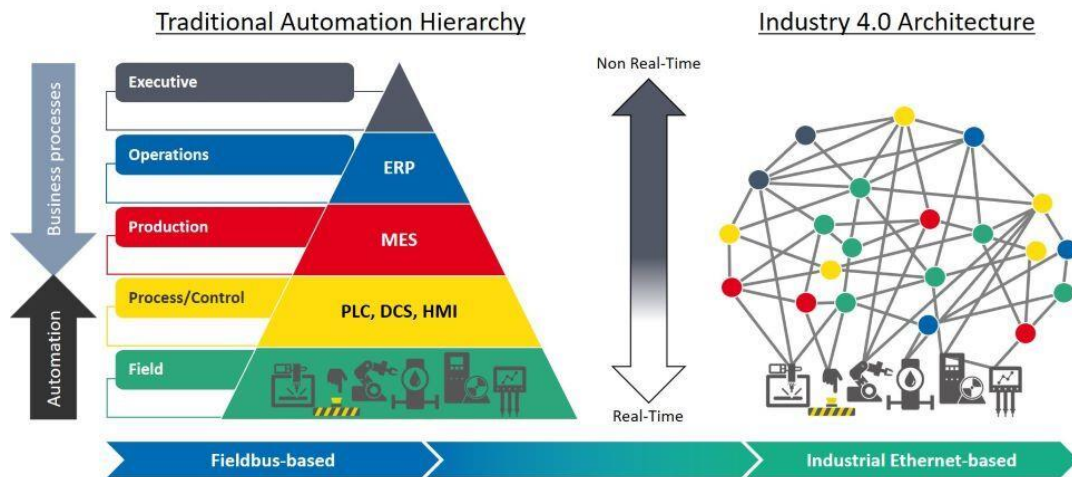 Traditional Automation Hierarchy
Industry 4.0 Architecture
Business processes
Automation
Executive
Operations
ERP
Production
MES
Process/Control
PLC, DCS, HMI
Field
Non Real-Time
Real-Time
Fieldbus-based
Industrial Ethernet-based